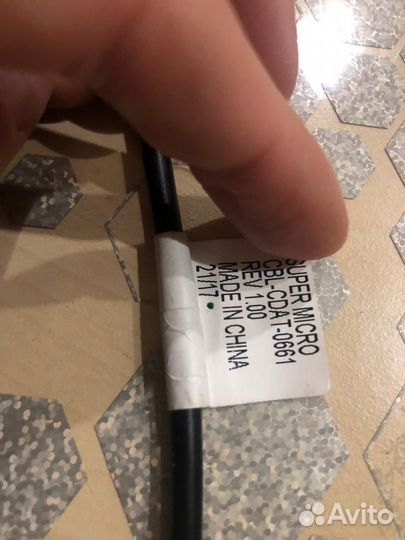 SUPER MICRO
CBL-CDAT-0661
REV 1.00
MADE IN CHINA
21/17
Avito